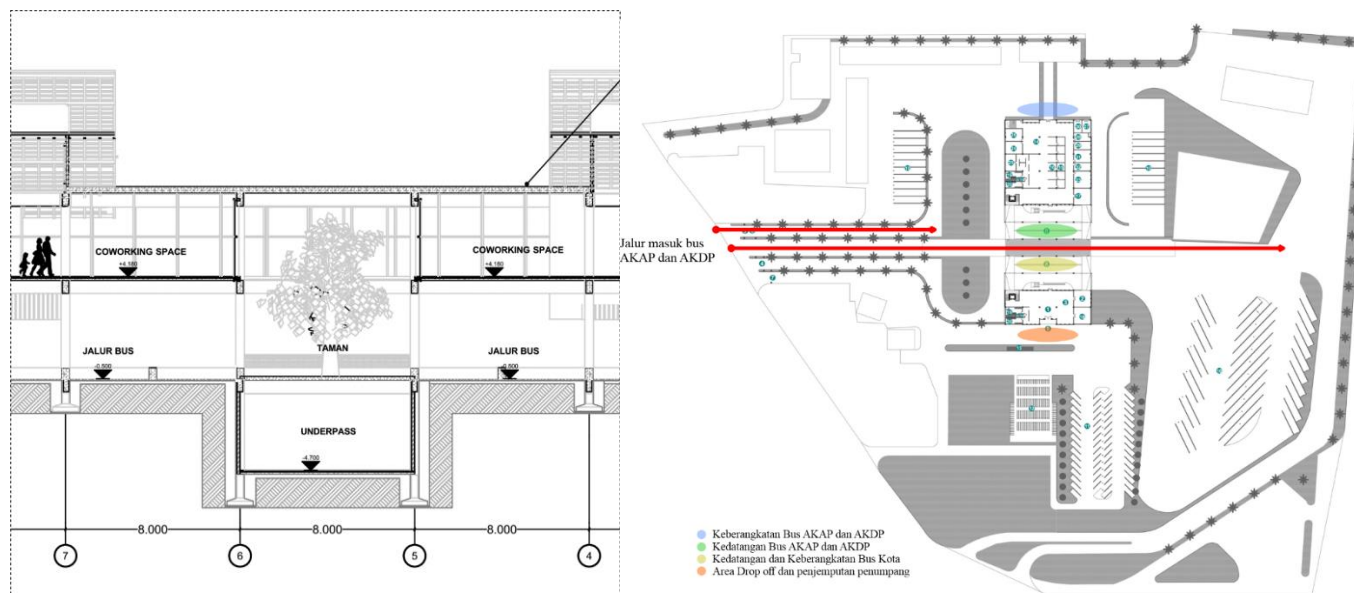 COWORKING SPACE
+4.180
COWORKING SPACE
+4.180
JALUR BUS
-0.500
TAMAN
JALUR BUS
UNDERPASS
-4.700
8.000
8.000
8.000
7
6
5
4
Jalur masuk bus
AKAP dan AKDP
Keberangkatan Bus AKAP dan AKDP
Kedatangan Bus AKAP dan AKDP
Kedatangan dan Keberangkatan Bus Kota
Area Drop off dan penjemputan penumpang